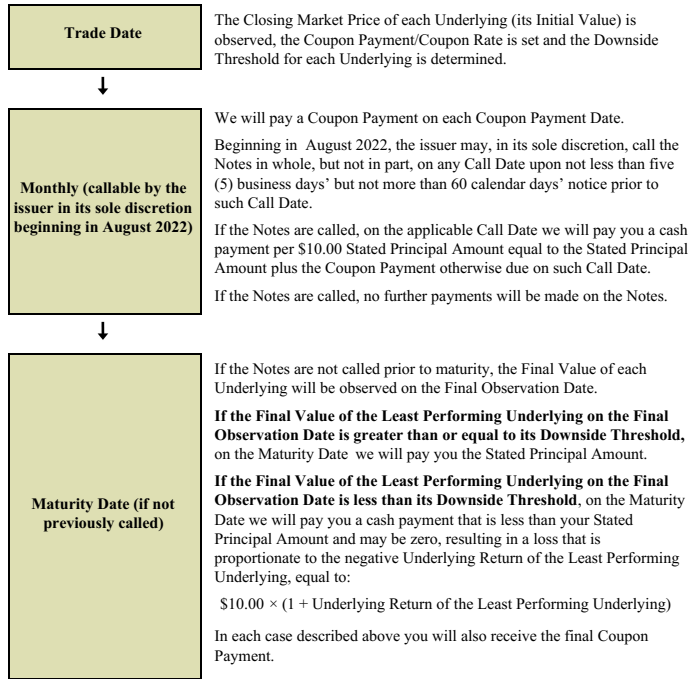 Trade Date
The Closing Market Price of each Underlying (its Initial Value) is
observed, the Coupon Payment/Coupon Rate is set and the Downside
Threshold for each Underlying is determined.
Monthly (callable by the
issuer in its sole discretion
beginning in August 2022)
We will pay a Coupon Payment on each Coupon Payment Date.
Beginning in August 2022, the issuer may, in its sole discretion, call the
Notes in whole, but not in part, on any Call Date upon not less than five
(5) business days’ but not more than 60 calendar days’ notice prior to
such Call Date.
If the Notes are called, on the applicable Call Date we will pay you a cash
payment per $10.00 Stated Principal Amount equal to the Stated Principal
Amount plus the Coupon Payment otherwise due on such Call Date.
If the Notes are called, no further payments will be made on the Notes.
Maturity Date (if not
previously called)
If the Notes are not called prior to maturity, the Final Value of each
Underlying will be observed on the Final Observation Date.
If the Final Value of the Least Performing Underlying on the Final
Observation Date is greater than or equal to its Downside Threshold,
on the Maturity Date we will pay you the Stated Principal Amount.
If the Final Value of the Least Performing Underlying on the Final
Observation Date is less than its Downside Threshold, on the Maturity
Date we will pay you a cash payment that is less than your Stated
Principal Amount and may be zero, resulting in a loss that is
proportionate to the negative Underlying Return of the Least Performing
Underlying, equal to:
$10.00 × (1 + Underlying Return of the Least Performing Underlying)
In each case described above you will also receive the final Coupon
Payment.